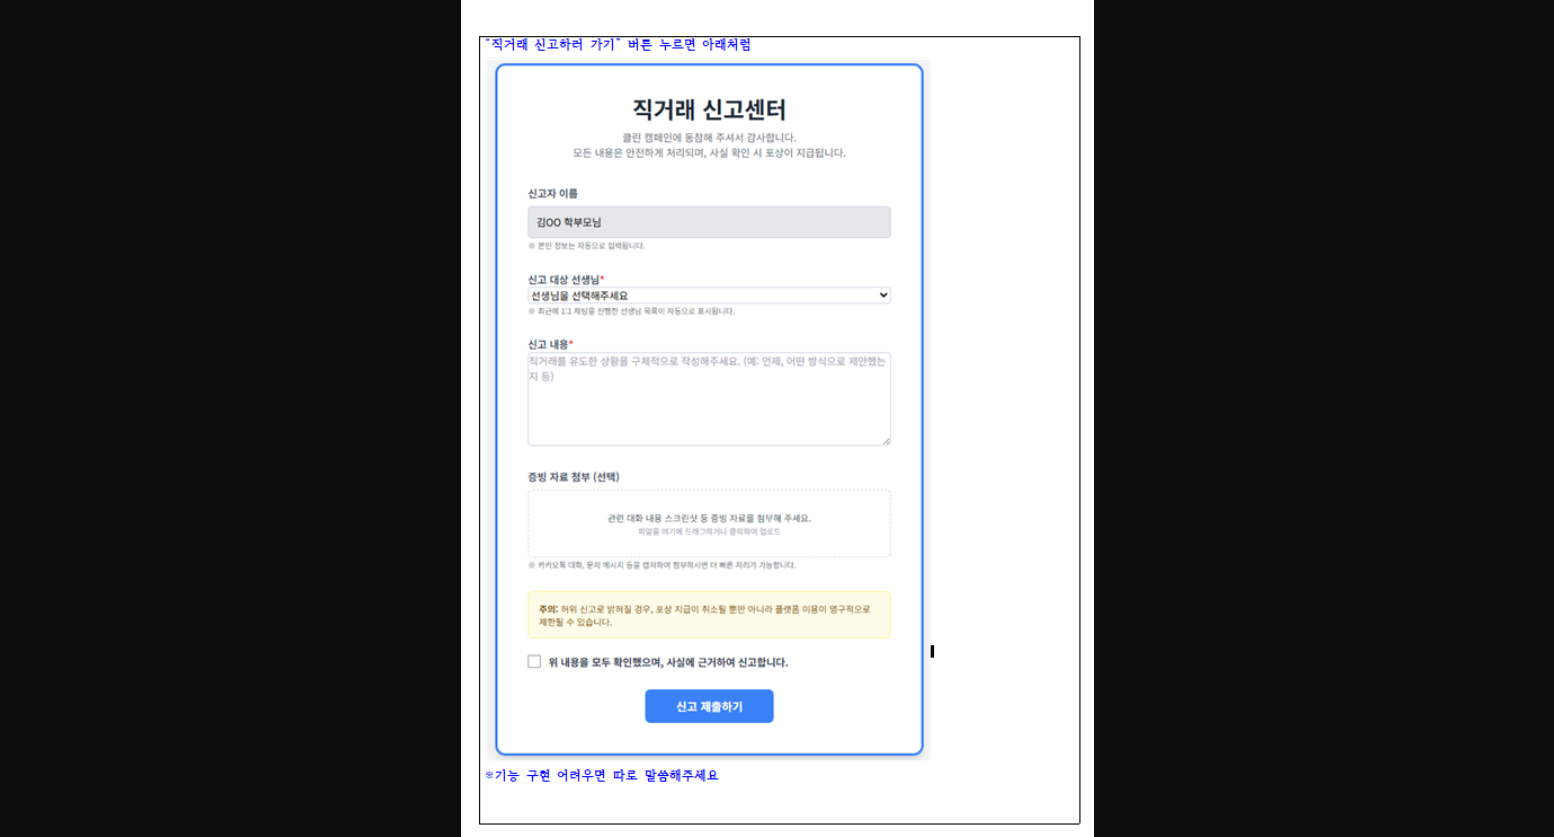 "직거래 신고하러 가기" 버튼 누르면 아래처럼
직거래 신고센터
클린 캠페인에 동참해 주셔서 감사합니다.
모든 내용은 안전하게 처리되며, 사실 확인 시 포상이 지급됩니다.
신고자 이름
김OO 학부모님
※ 본인 정보는 자동으로 입력됩니다.
신고 대상 선생님*
선생님을 선택해주세요
※ 최근에 1:1 채팅을 진행한 선생님 목록이 자동으로 표시됩니다.
신고 내용*
직거래를 유도한 상황을 구체적으로 작성해주세요. (예: 언제, 어떤 방식으로 제안했는
지 등)
증빙 자료 첨부 (선택)
관련 대화 내용 스크린샷 등 증빙 자료를 첨부해 주세요.
파일을 여기에 드래그하거나 클릭하여 업로드
※ 카카오톡 대화, 문자 메시지 등을 캡처하여 첨부하시면 더 빠른 처리가 가능합니다.
주의: 허위 신고로 밝혀질 경우, 포상 지급이 취소될 뿐만 아니라 플랫폼 이용이 영구적으로
제한될 수 있습니다.
위 내용을 모두 확인했으며, 사실에 근거하여 신고합니다.
신고 제출하기
※기능 구현 어려우면 따로 말씀해주세요